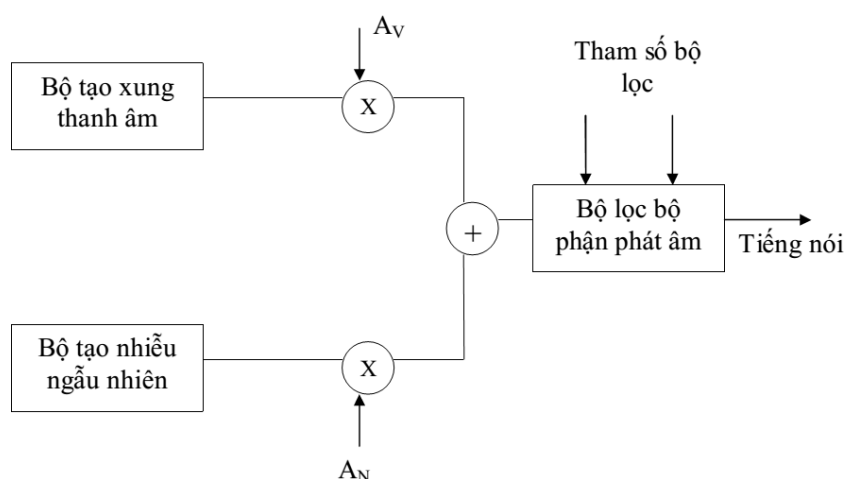 A_V
Tham số bộ
lọc
Bộ tạo xung
thanh âm
X
Bộ lọc bộ
phận phát âm
+
Tiếng nói
Bộ tạo nhiễu
ngẫu nhiên
X
A_N